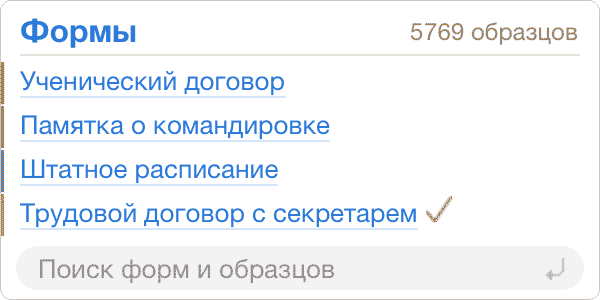 Формы
5769 образцов
Ученический договор
Памятка о командировке
Штатное расписание
Трудовой договор с секретарем
Поиск форм и образцов